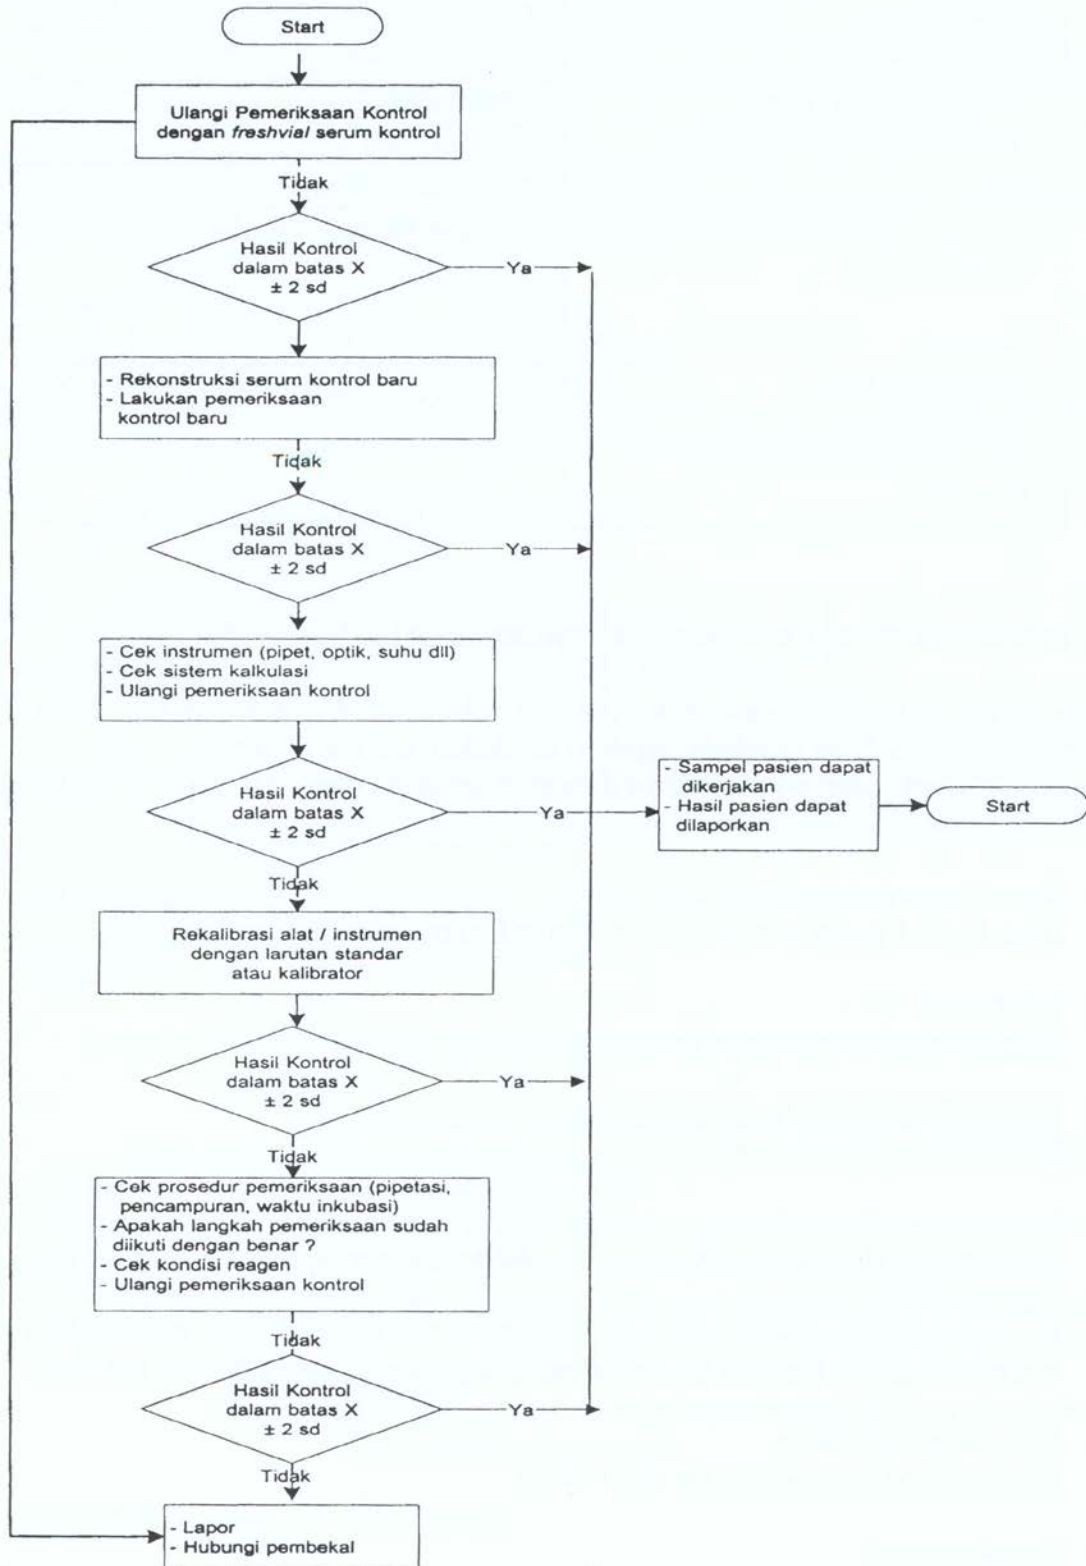 Start
Ulangi Pemeriksaan Kontrol
dengan freshvial serum kontrol
Tidak
Hasil Kontrol
dalam batas X
± 2 sd
Ya
- Rekonstruksi serum kontrol baru
- Lakukan pemeriksaan
kontrol baru
Tidak
Hasil Kontrol
dalam batas X
± 2 sd
Ya
- Cek instrumen (pipet, optik, suhu dll)
- Cek sistem kalkulasi
- Ulangi pemeriksaan kontrol
Hasil Kontrol
dalam batas X
± 2 sd
Ya
- Sampel pasien dapat
dikerjakan
- Hasil pasien dapat
dilaporkan
Start
Tidak
Rekalibrasi alat / instrumen
dengan larutan standar
atau kalibrator
Hasil Kontrol
dalam batas X
± 2 sd
Ya
Tidak
- Cek prosedur pemeriksaan (pipetasi,
pencampuran, waktu inkubasi)
- Apakah langkah pemeriksaan sudah
diikuti dengan benar ?
- Cek kondisi reagen
- Ulangi pemeriksaan kontrol
Tidak
Hasil Kontrol
dalam batas X
± 2 sd
Ya
Tidak
- Lapor
- Hubungi pembekal